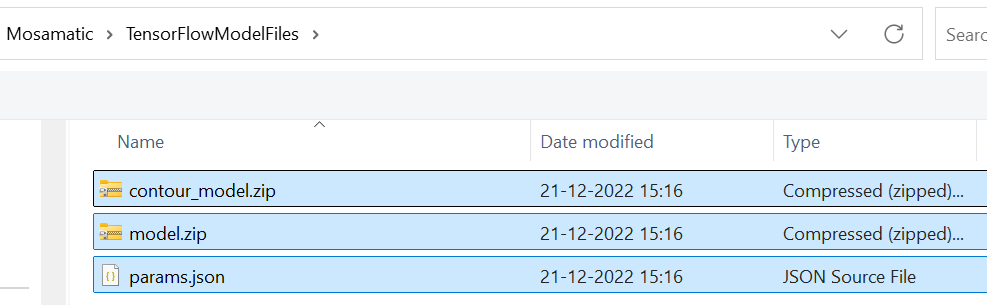 Mosamatic > TensorFlowModelFiles >
Searc
Name Date modified Type
contour_model.zip 21-12-2022 15:16 Compressed (zipped)...
model.zip 21-12-2022 15:16 Compressed (zipped)...
params.json 21-12-2022 15:16 JSON Source File